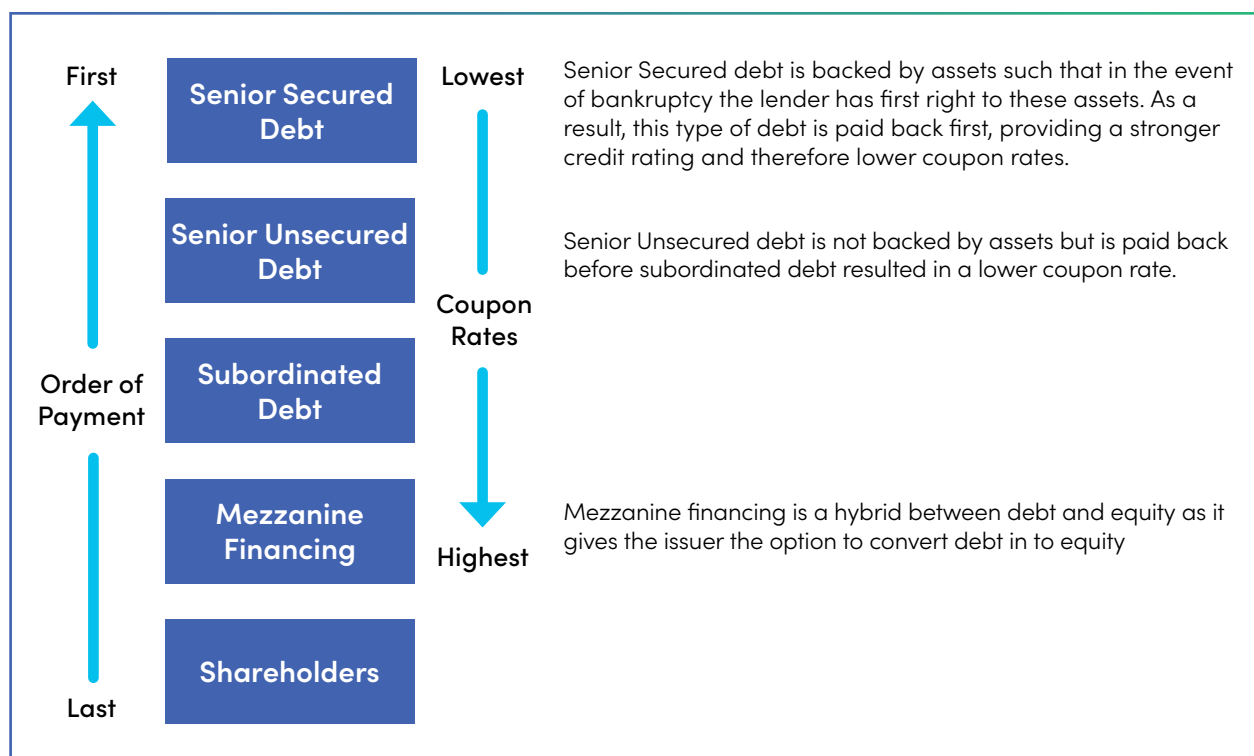 First
Senior Secured
Debt
Lowest
Senior Secured debt is backed by assets such that in the event
of bankruptcy the lender has first right to these assets. As a
result, this type of debt is paid back first, providing a stronger
credit rating and therefore lower coupon rates.
Senior Unsecured
Debt
Senior Unsecured debt is not backed by assets but is paid back
before subordinated debt resulted in a lower coupon rate.
Coupon
Rates
Order of
Payment
Subordinated
Debt
Mezzanine
Financing
Highest
Mezzanine financing is a hybrid between debt and equity as it
gives the issuer the option to convert debt in to equity
Shareholders
Last